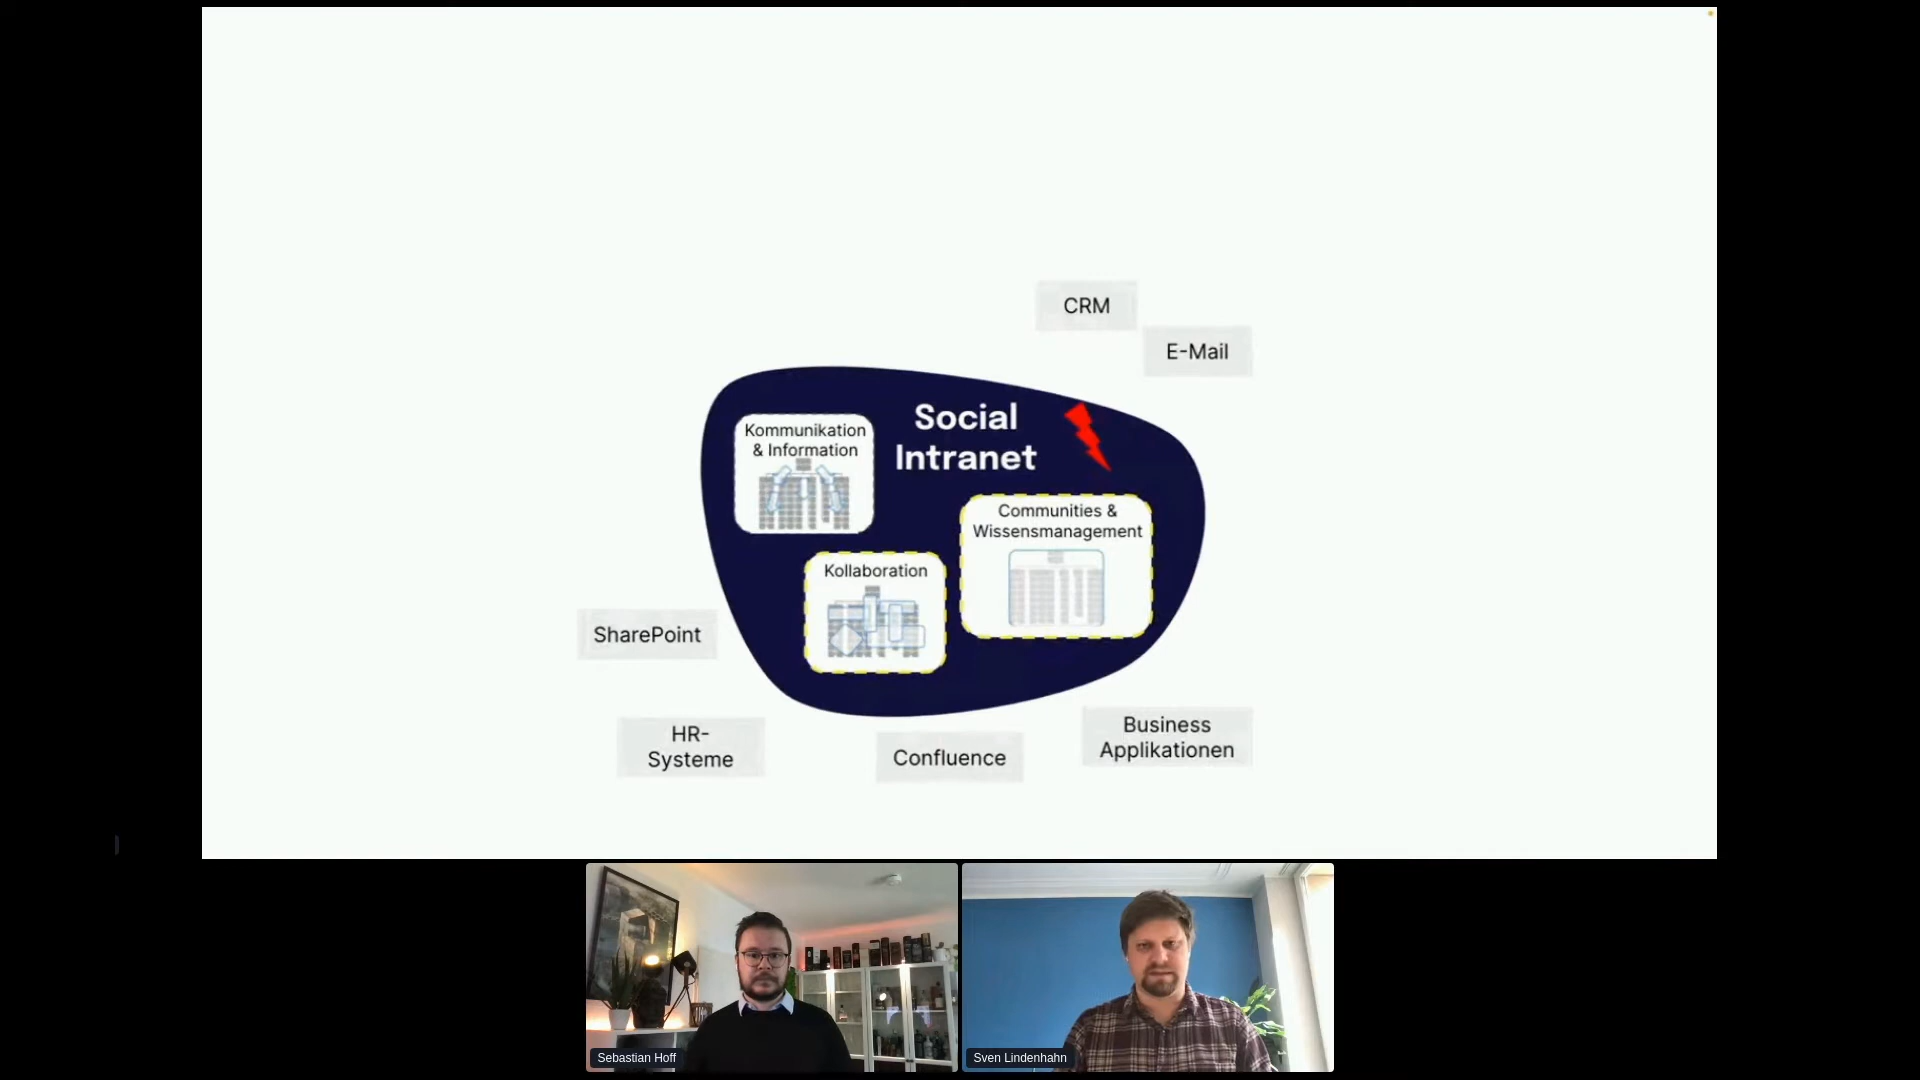 CRM
E-Mail
Social
Intranet
Kommunikation
& Information
Communities &
Wissensmanagement
Kollaboration
SharePoint
HR-
Systeme
Confluence
Business
Applikationen
Sebastian Hoff
Sven Lindenhahn